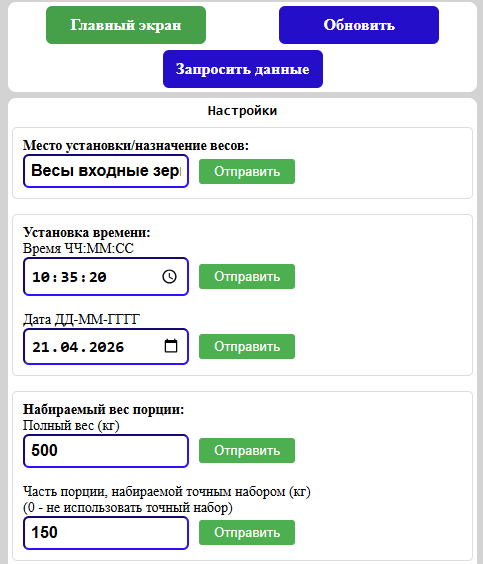 Главный экран
Обновить
Запросить данные
Настройки
Место установки/назначение весов:
Весы входные
Отправить
Установка времени:
Время ЧЧ:ММ:СС
10:35:20
Отправить
Дата ДД-ММ-ГГГГ
21.04.2026
Отправить
Набираемый вес порции:
Полный вес (кг)
500
Отправить
Часть порции, набираемой точным набором (кг)
(0 - не использовать точный набор)
150
Отправить